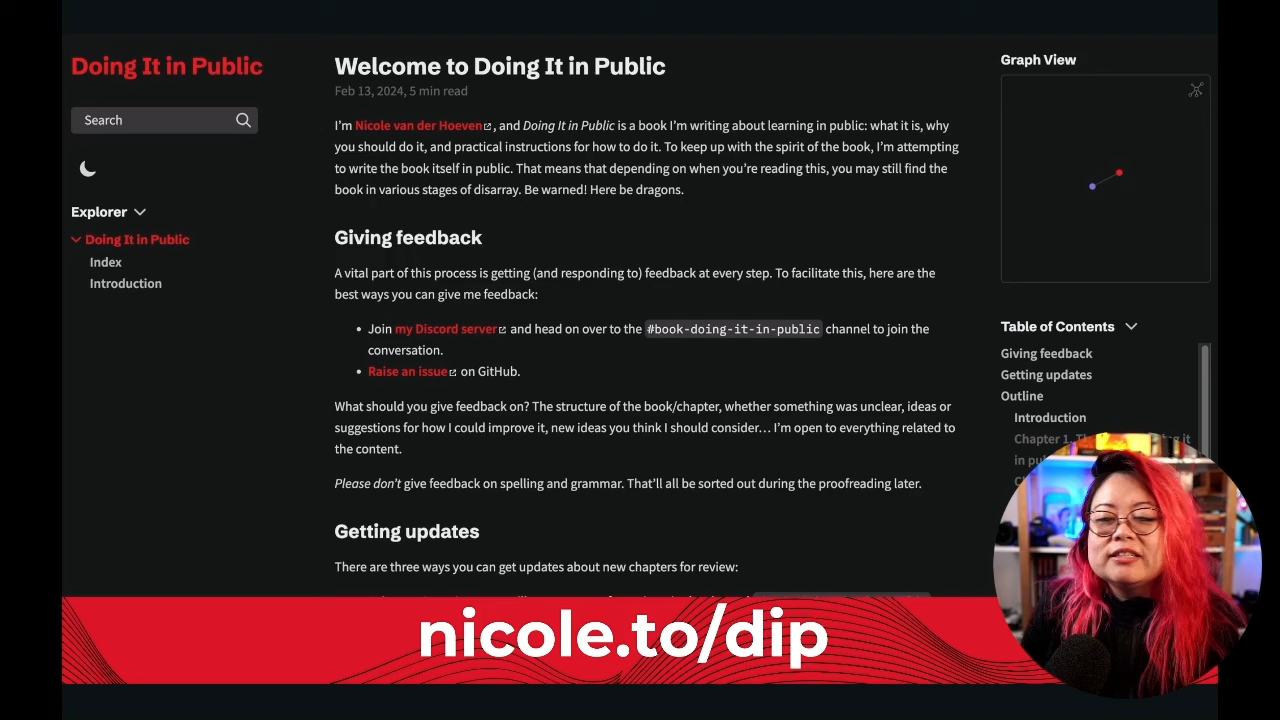 Doing It in Public
Search
Explorer
Doing It in Public
Index
Introduction
Welcome to Doing It in Public
Feb 13, 2024, 5 min read
I'm Nicole van der Hoeven, and Doing It in Public is a book I'm writing about learning in public: what it is, why
you should do it, and practical instructions for how to do it. To keep up with the spirit of the book, I'm attempting
to write the book itself in public. That means that depending on when you're reading this, you may still find the
book in various stages of disarray. Be warned! Here be dragons.
Giving feedback
A vital part of this process is getting (and responding to) feedback at every step. To facilitate this, here are the
best ways you can give me feedback:
• Join my Discord server and head on over to the #book-doing-it-in-public channel to join the
conversation.
• Raise an issue on GitHub.
What should you give feedback on? The structure of the book/chapter, whether something was unclear, ideas or
suggestions for how I could improve it, new ideas you think I should consider… I'm open to everything related to
the content.
Please don't give feedback on spelling and grammar. That'll all be sorted out during the proofreading later.
Getting updates
There are three ways you can get updates about new chapters for review:
Graph View
Table of Contents
Giving feedback
Getting updates
Outline
Introduction
Chapter 1. it
in
nicole.to/dip